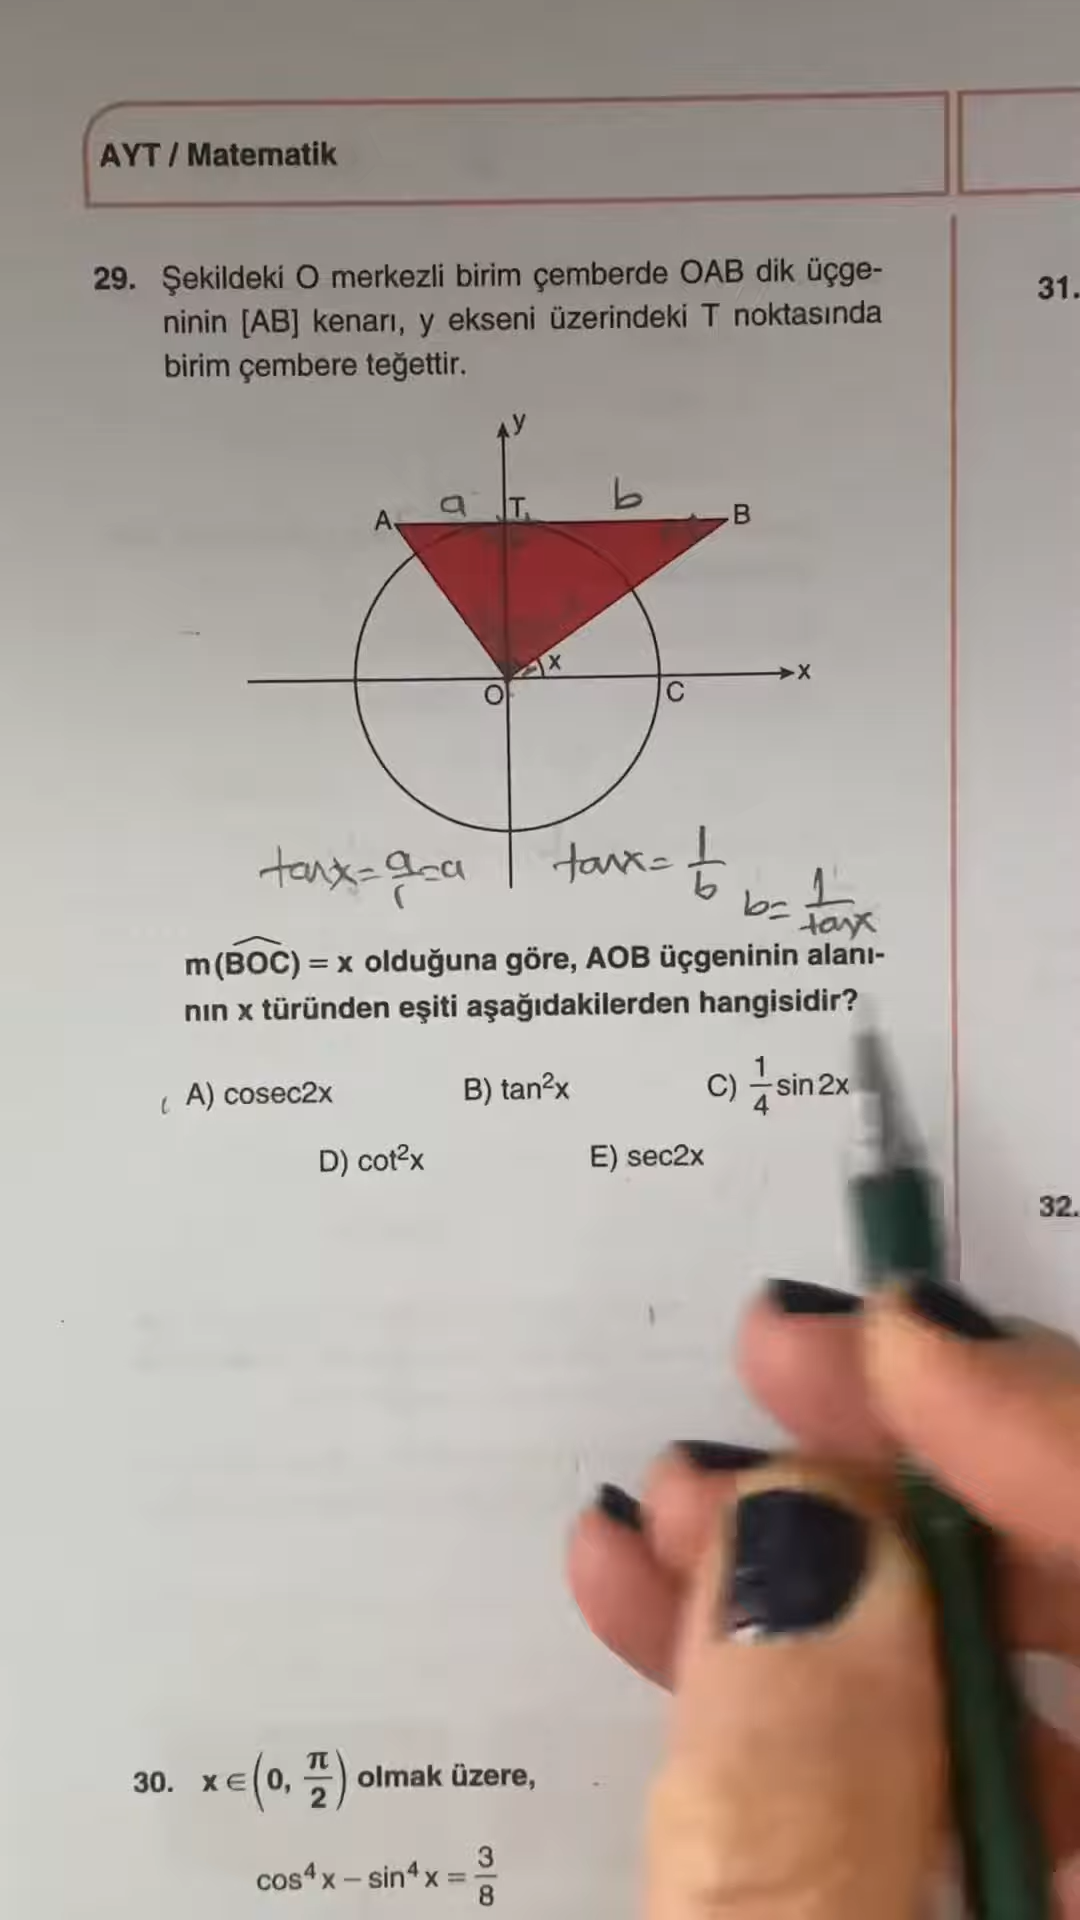 AYT / Matematik
29. Şekildeki O merkezli birim çemberde OAB dik üçge-
ninin [AB] kenarı, y ekseni üzerindeki T noktasında
birim çembere teğettir.
y
A a T b B
x
O C x
tanx = a/1 = a tanx = 1/b b = 1/tanx
m(BOC) = x olduğuna göre, AOB üçgeninin alanı-
nın x türünden eşiti aşağıdakilerden hangisidir?
A) cosec2x B) tan²x C) 1/4 sin 2x
D) cot²x E) sec2x
30. x ∈ (0, π/2) olmak üzere,
cos⁴x − sin⁴x = 3/8
31.
32.